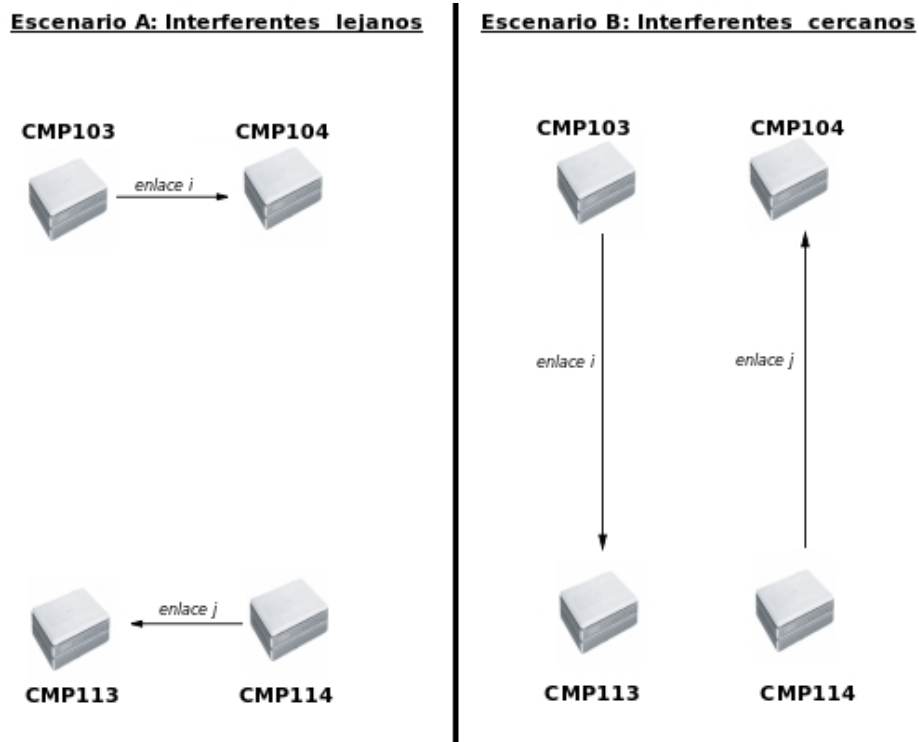 Escenario A: Interferentes lejanos
CMP103
CMP104
enlace i
enlace j
CMP113
CMP114
Escenario B: Interferentes cercanos
CMP103
CMP104
enlace i
enlace j
CMP113
CMP114